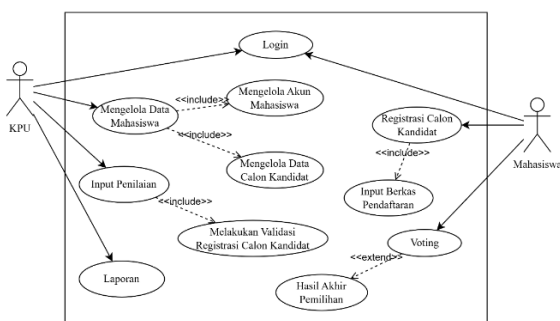 Login
KPU
Mengelola Data
Mahasiswa
<<include>>
Mengelola Akun
Mahasiswa
<<include>>
Mengelola Data
Calon Kandidat
Registrasi Calon
Kandidat
Mahasiswa
<<include>>
Input Berkas
Pendaftaran
Input Penilaian
<<include>>
Melakukan Validasi
Registrasi Calon Kandidat
Voting
<<extend>>
Hasil Akhir
Pemilihan
Laporan